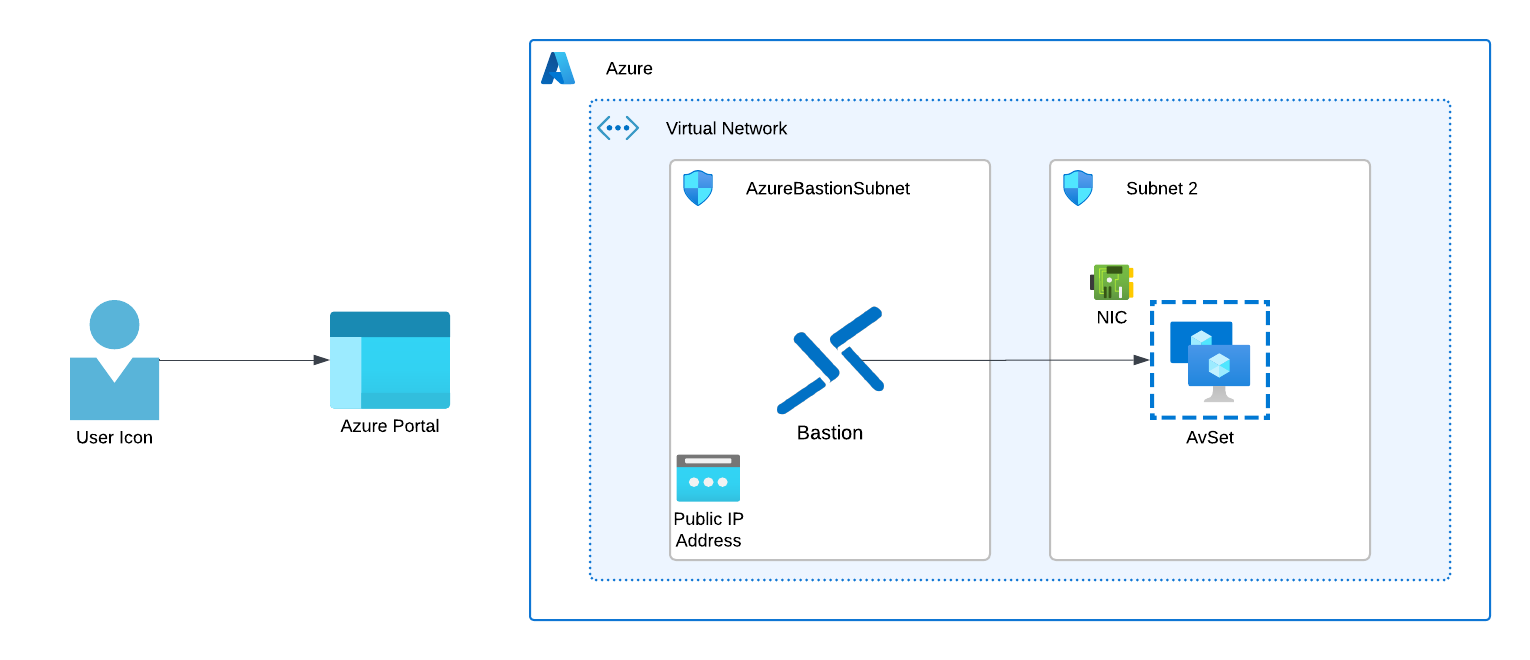 Azure
Virtual Network
AzureBastionSubnet
Subnet 2
NIC
User Icon
Azure Portal
Bastion
AvSet
Public IP
Address